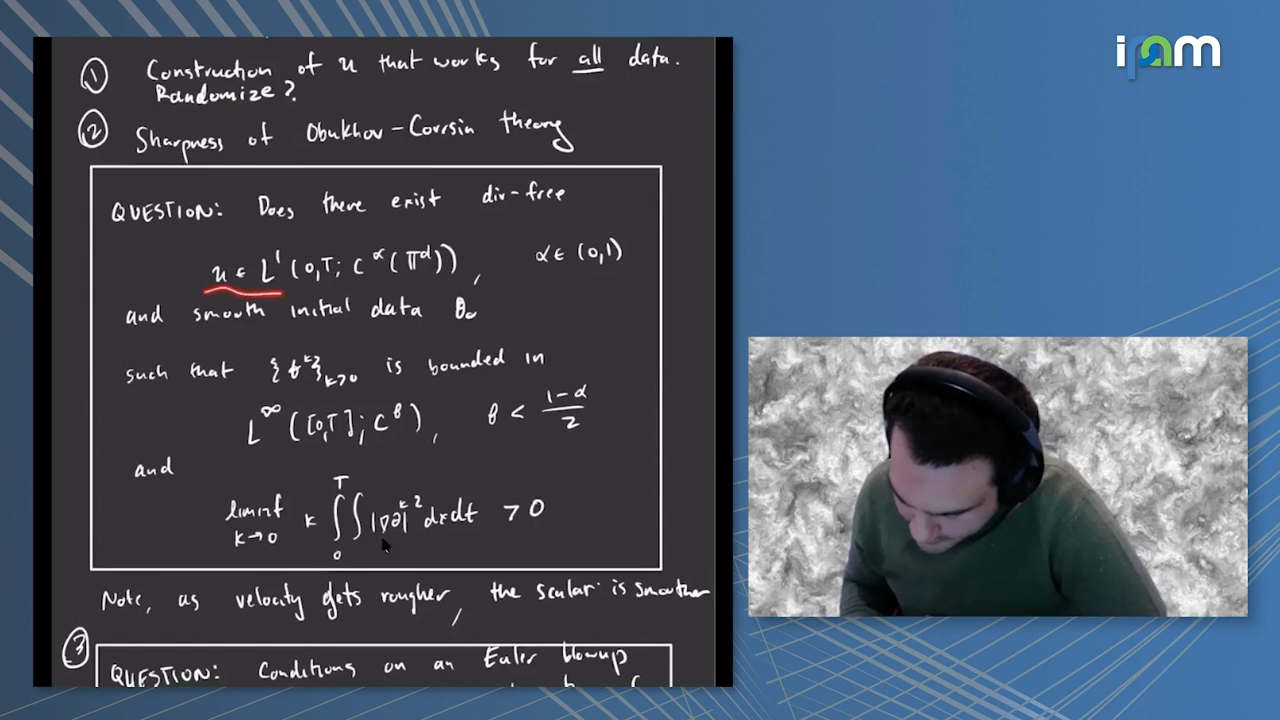 ipam
① Construction of u that works for all data.
Randomize?
② Sharpness of Obukhov-Corrsin theory
QUESTION: Does there exist div-free
u ∈ L¹(0,T; C^α(𝕋^d)), α ∈ (0,1)
and smooth initial data θ₀
such that {θ^κ}_{κ>0} is bounded in
L^∞([0,T]; C^β), β < (1-α)/2
and
liminf_{κ→0} κ ∫₀^T ∫ |∇θ|^κ² dx dt > 0
Note, as velocity gets rougher, the scalar is smoother
③ QUESTION: Conditions on an Euler blowup